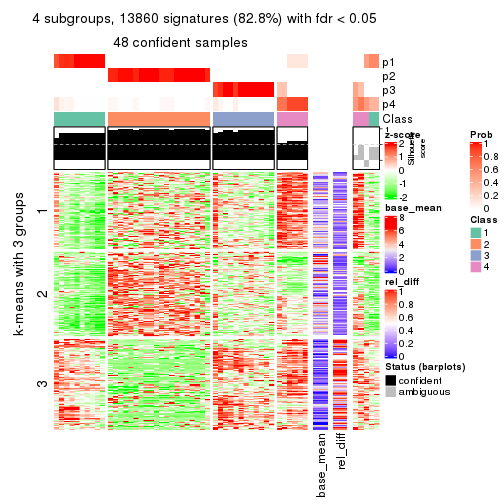 4 subgroups, 13860 signatures (82.8%) with fdr < 0.05
48 confident samples
p1
p2
p3
p4
Class
1
Silhouette
score
k-means with 3 groups
1
2
3
base_mean
rel_diff
z-score
2
1
0
-1
-2
base_mean
8
6
4
2
0
rel_diff
1
0.8
0.6
0.4
0.2
0
Status (barplots)
confident
ambiguous
Prob
1
0.8
0.6
0.4
0.2
0
Class
1
2
3
4